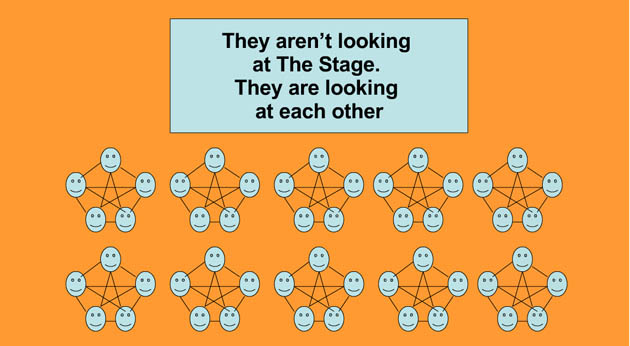 They aren’t looking
at The Stage.
They are looking
at each other